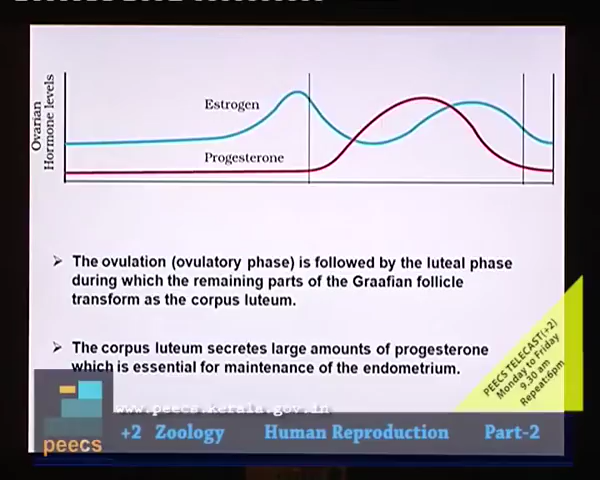 Ovarian
Hormone levels
Estrogen
Progesterone
The ovulation (ovulatory phase) is followed by the luteal phase
during which the remaining parts of the Graafian follicle
transform as the corpus luteum.
The corpus luteum secretes large amounts of progesterone
which is essential for maintenance of the endometrium.
PEECS TELECAST(+2)
Monday to Friday
9.30 am
Repeat:6pm
www.peecs.kerala.gov.in
peecs
+2 Zoology Human Reproduction Part-2